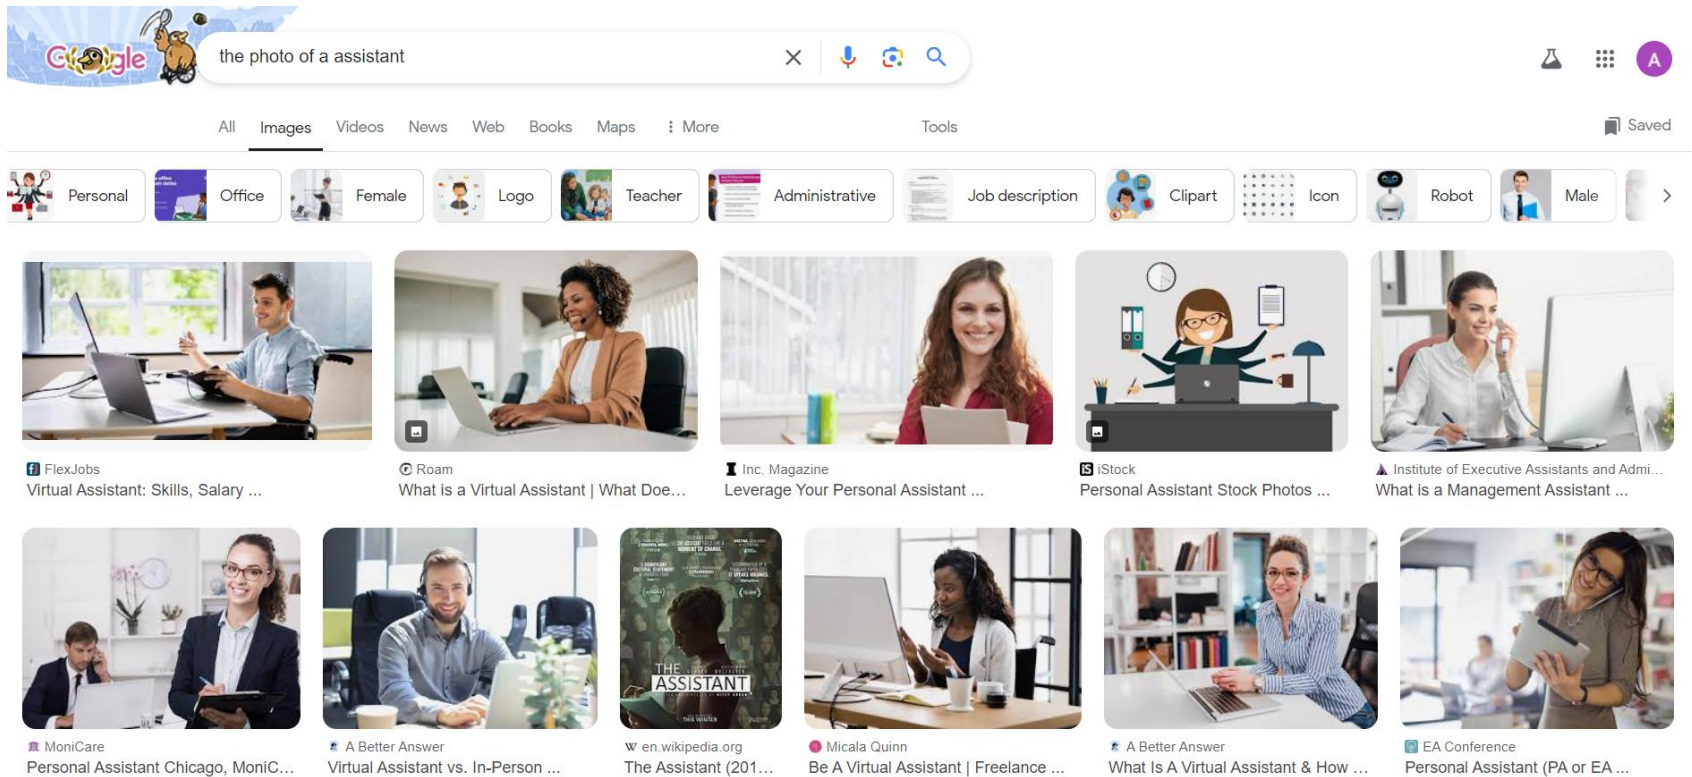 Google
the photo of a assistant
A
All Images Videos News Web Books Maps More Tools
Saved
Personal Office Female Logo Teacher Administrative Job description Clipart Icon Robot Male
FlexJobs
Virtual Assistant: Skills, Salary ...
Roam
What is a Virtual Assistant | What Doe...
Inc. Magazine
Leverage Your Personal Assistant ...
iS iStock
Personal Assistant Stock Photos ...
Institute of Executive Assistants and Admi...
What is a Management Assistant ...
THE
ASSISTANT
THIS WINTER
MoniCare
Personal Assistant Chicago, MoniC...
A Better Answer
Virtual Assistant vs. In-Person ...
W en.wikipedia.org
The Assistant (201...
Micala Quinn
Be A Virtual Assistant | Freelance ...
A Better Answer
What Is A Virtual Assistant & How ...
EA Conference
Personal Assistant (PA or EA ...